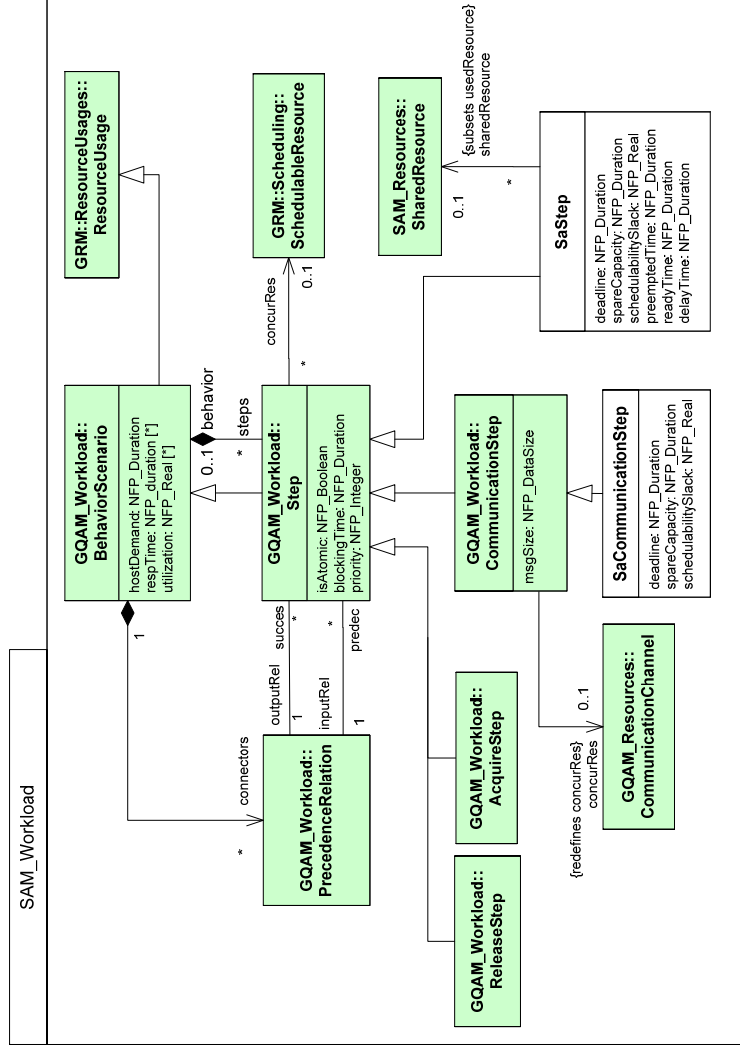 SAM_Workload
GRM::ResourceUsages::
ResourceUsage
GQAM_Workload::
BehaviorScenario
hostDemand: NFP_Duration
respTime: NFP_duration [*]
utilization: NFP_Real [*]
1
connectors
*
0..1
behavior
*
steps
GQAM_Workload::
PrecedenceRelation
outputRel
succes
1
*
inputRel
*
1
predec
GQAM_Workload::
Step
isAtomic: NFP_Boolean
blockingTime: NFP_Duration
priority: NFP_Integer
concurRes
*
0..1
GRM::Scheduling::
SchedulableResource
SAM_Resources::
SharedResource
0..1
{subsets usedResource}
sharedResource
*
GQAM_Workload::
ReleaseStep
GQAM_Workload::
AcquireStep
GQAM_Workload::
CommunicationStep
msgSize: NFP_DataSize
SaStep
deadline: NFP_Duration
spareCapacity: NFP_Duration
schedulabilitySlack: NFP_Real
preemptedTime: NFP_Duration
readyTime: NFP_Duration
delayTime: NFP_Duration
{redefines concurRes}
concurRes
0..1
GQAM_Resources::
CommunicationChannel
SaCommunicationStep
deadline: NFP_Duration
spareCapacity: NFP_Duration
schedulabilitySlack: NFP_Real